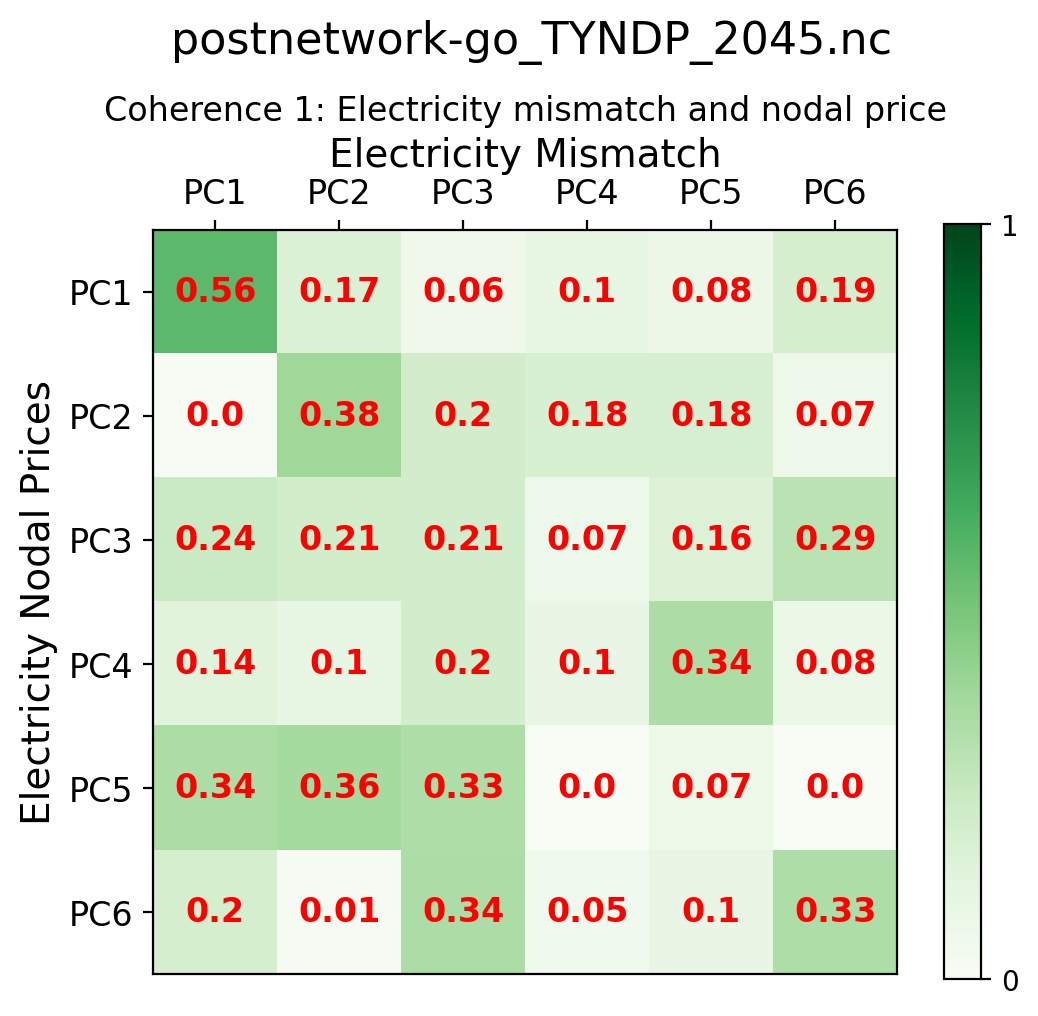 postnetwork-go_TYNDP_2045.nc
Coherence 1: Electricity mismatch and nodal price
Electricity Mismatch
PC1 PC2 PC3 PC4 PC5 PC6
1
PC1 0.56 0.17 0.06 0.1 0.08 0.19
PC2 0.0 0.38 0.2 0.18 0.18 0.07
PC3 0.24 0.21 0.21 0.07 0.16 0.29
PC4 0.14 0.1 0.2 0.1 0.34 0.08
PC5 0.34 0.36 0.33 0.0 0.07 0.0
PC6 0.2 0.01 0.34 0.05 0.1 0.33
0
Electricity Nodal Prices